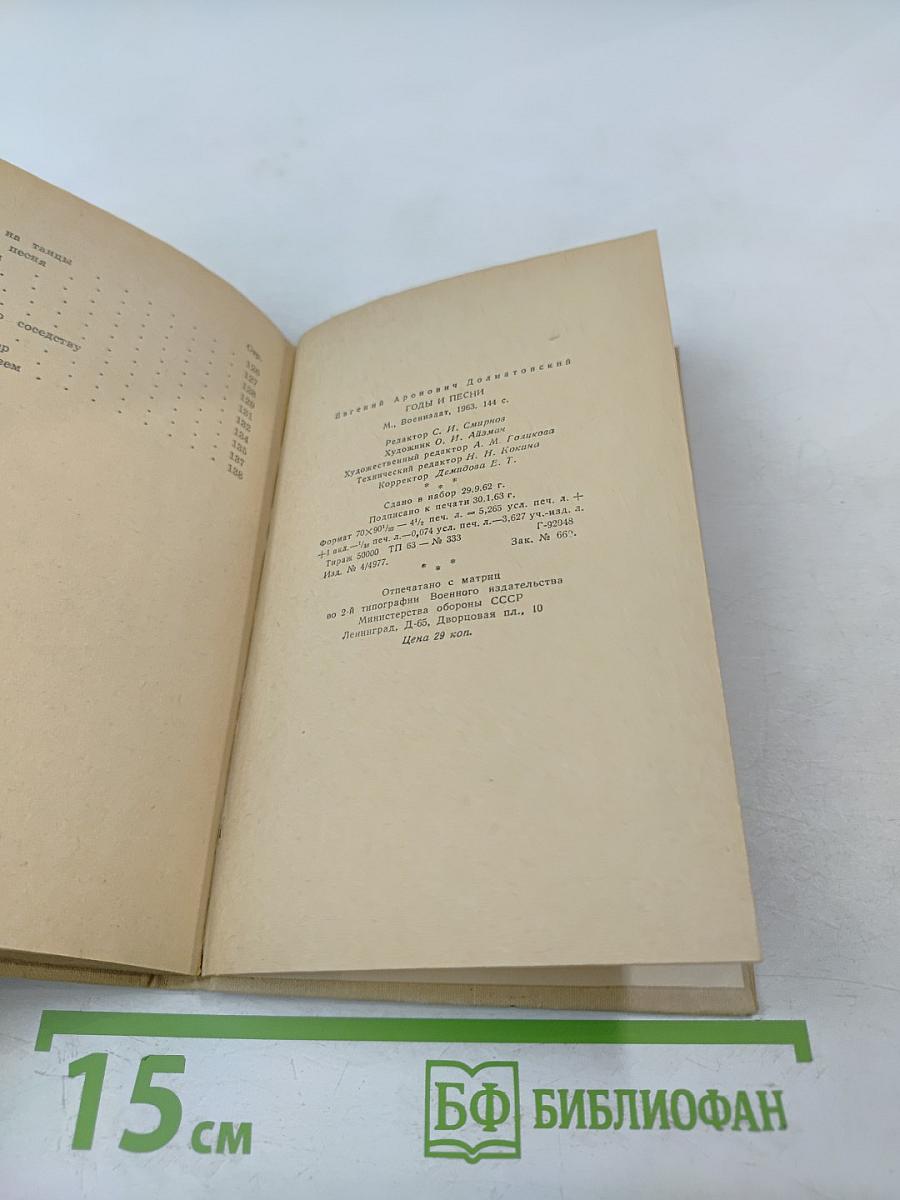 на танцы
песня
соседству
Стр.
126
127
128
129
131
132
134
135
137
138
Евгений Аронович Долматовский
ГОДЫ И ПЕСНИ
М., Воениздат, 1963. 144 с.
Редактор С. И. Смирнов
Художник О. И. Айзман
Художественный редактор А. М. Голикова
Технический редактор Н. Н. Кокина
Корректор Демидова Е. Т.
* * *
Сдано в набор 29.9.62 г.
Подписано к печати 30.1.63 г.
Формат 70×90¹/₃₂ — 4¹/₂ печ. л. = 5,265 усл. печ. л. +
+1 вкл.—¹/₁₆ печ. л.—0,074 усл. печ. л.—3,627 уч.-изд. л.
Тираж 50000 ТП 63 — № 333 Г-92048
Изд. № 4/4977. Зак. №
* * *
Отпечатано с матриц
во 2-й типографии Военного издательства
Министерства обороны СССР
Ленинград, Д-65, Дворцовая пл., 10
Цена 29 коп.
15 см
БФ БИБЛИОФАН